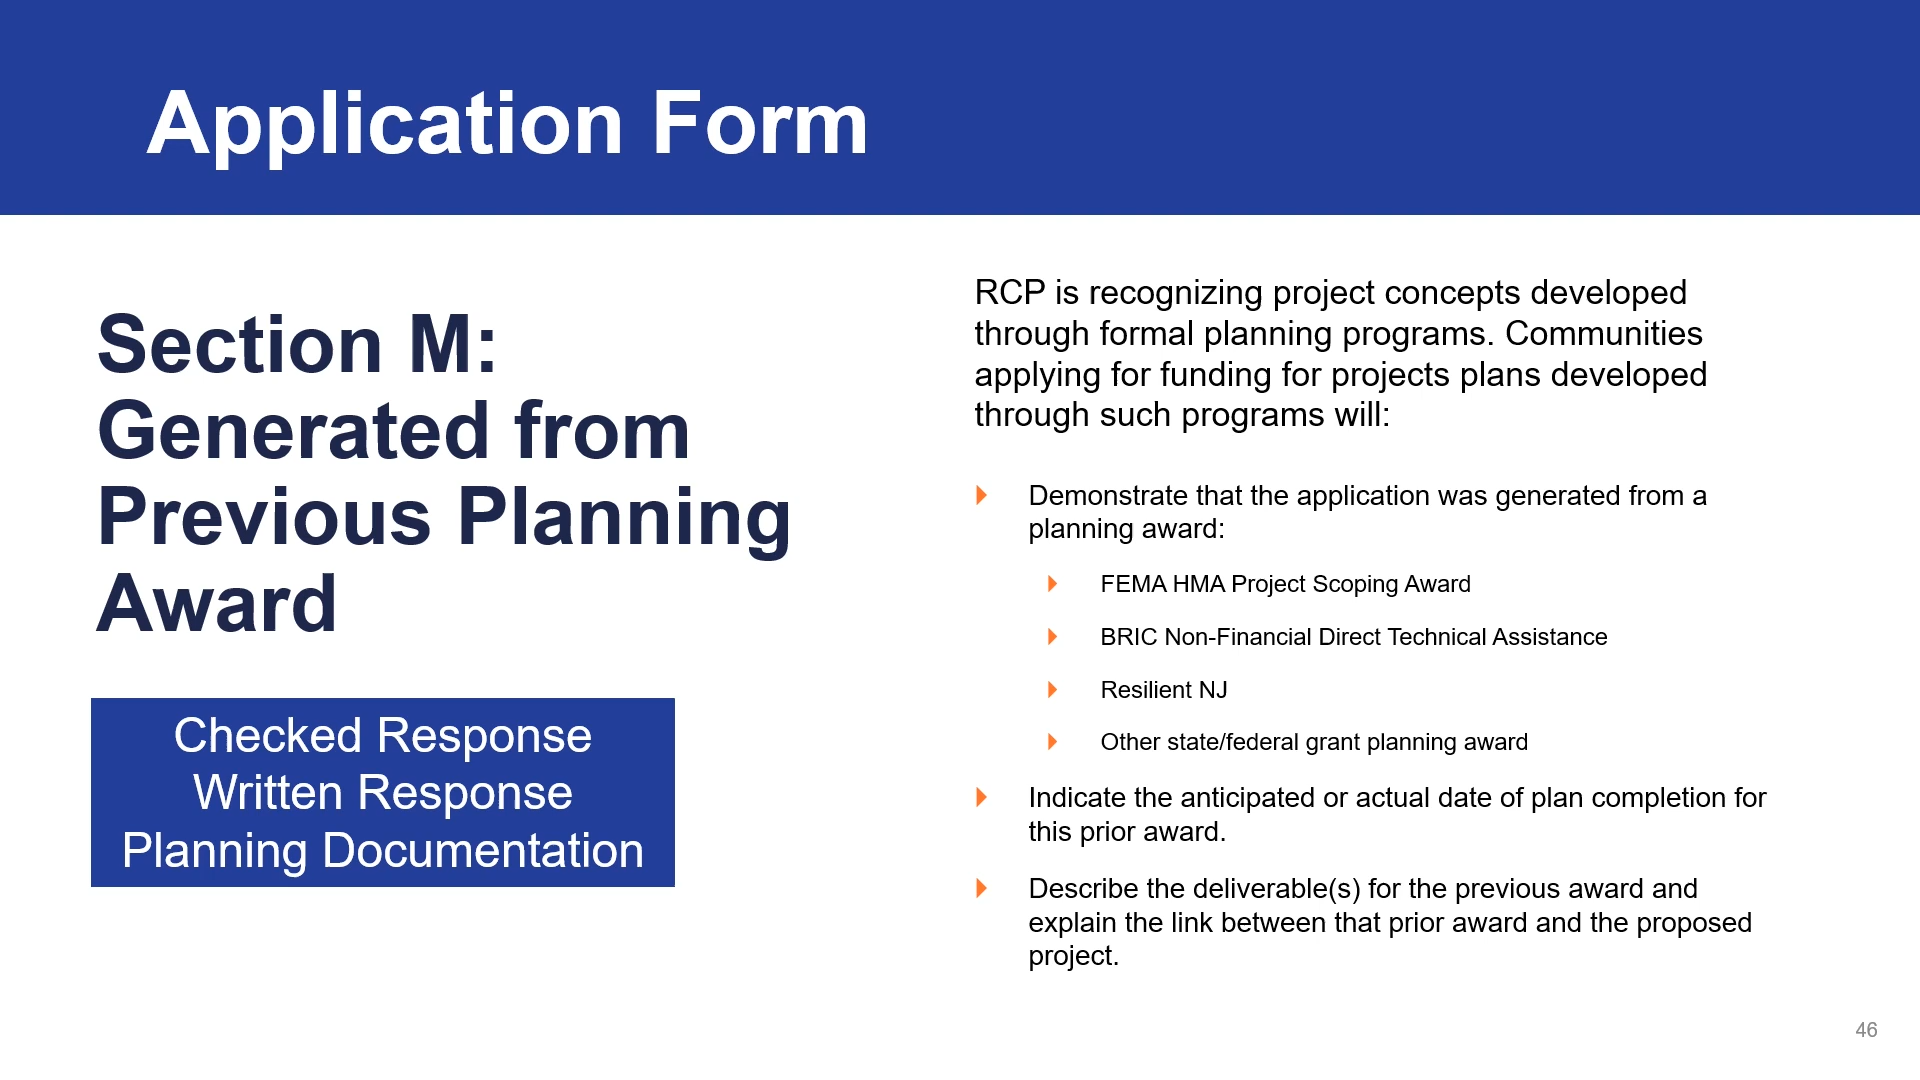 Application Form
Section M:
Generated from
Previous Planning
Award
Checked Response
Written Response
Planning Documentation
RCP is recognizing project concepts developed
through formal planning programs. Communities
applying for funding for projects plans developed
through such programs will:
Demonstrate that the application was generated from a
planning award:
FEMA HMA Project Scoping Award
BRIC Non-Financial Direct Technical Assistance
Resilient NJ
Other state/federal grant planning award
Indicate the anticipated or actual date of plan completion for
this prior award.
Describe the deliverable(s) for the previous award and
explain the link between that prior award and the proposed
project.
46